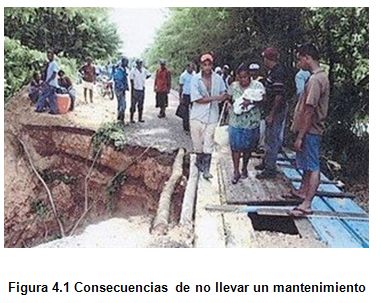 Figura 4.1 Consecuencias de no llevar un mantenimiento